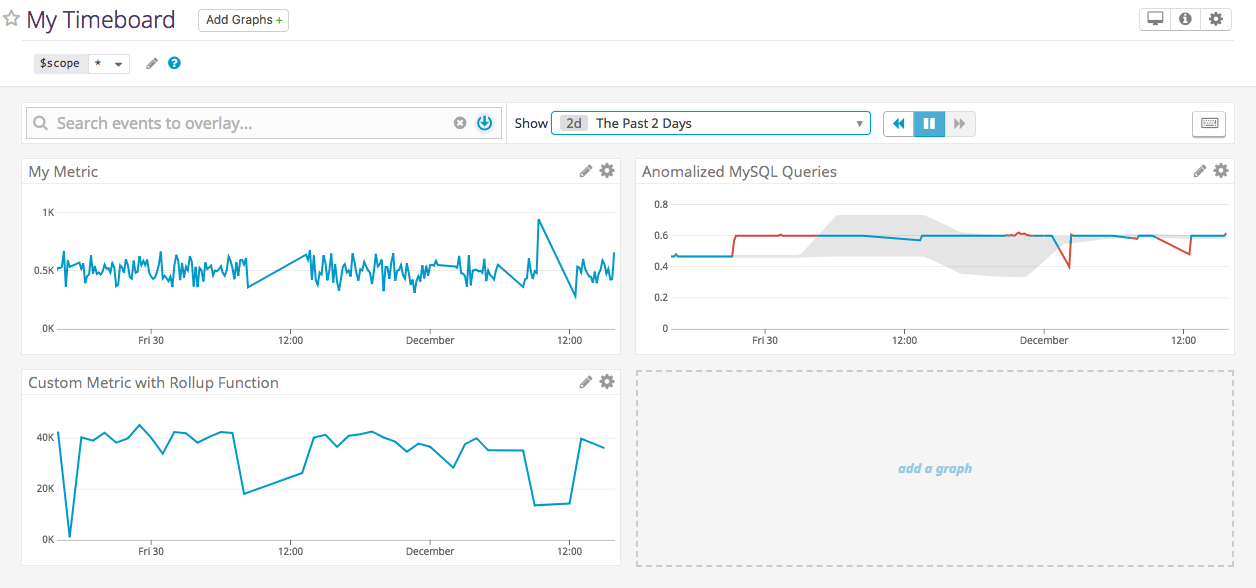 My Timeboard
Add Graphs +
$scope *
Search events to overlay...
Show 2d The Past 2 Days
My Metric
1K
0.5K
0K
Fri 30 12:00 December 12:00
Anomalized MySQL Queries
0.8
0.6
0.4
0.2
0
Fri 30 12:00 December 12:00
Custom Metric with Rollup Function
40K
20K
0K
Fri 30 12:00 December 12:00
add a graph